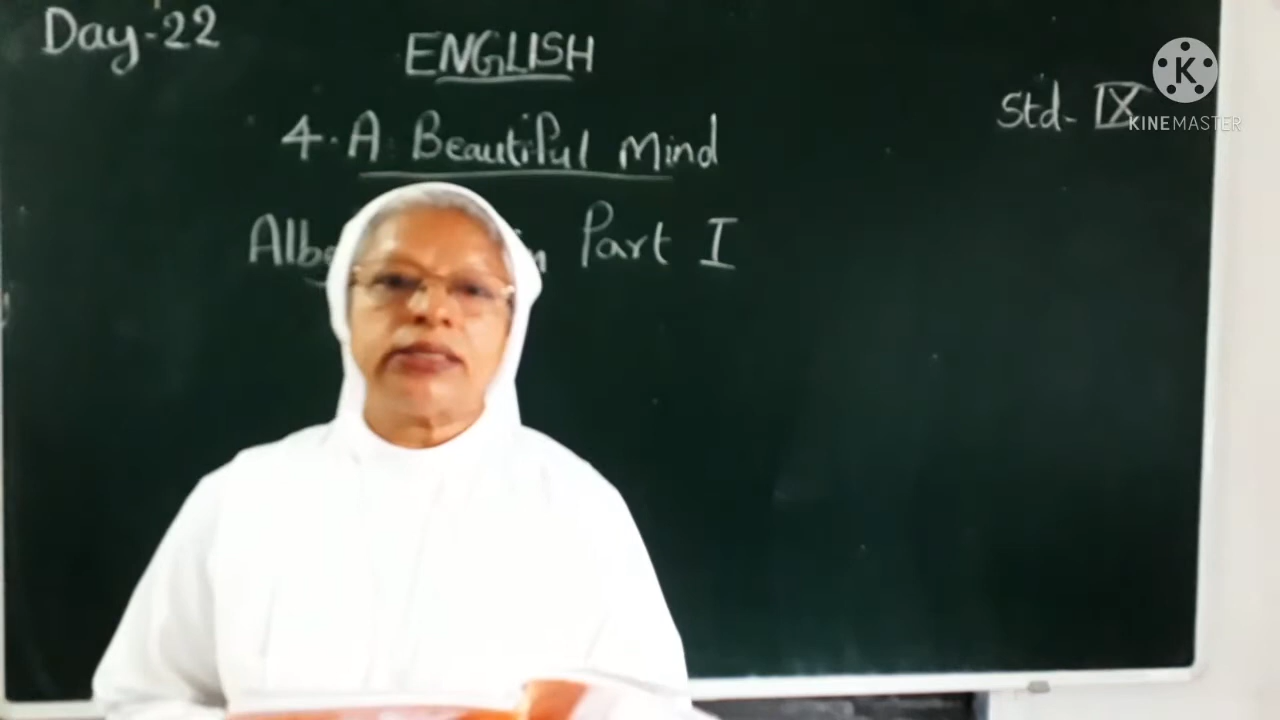 Day-22
ENGLISH
Std- IX
4. A Beautiful Mind
Part I
K
KINEMASTER